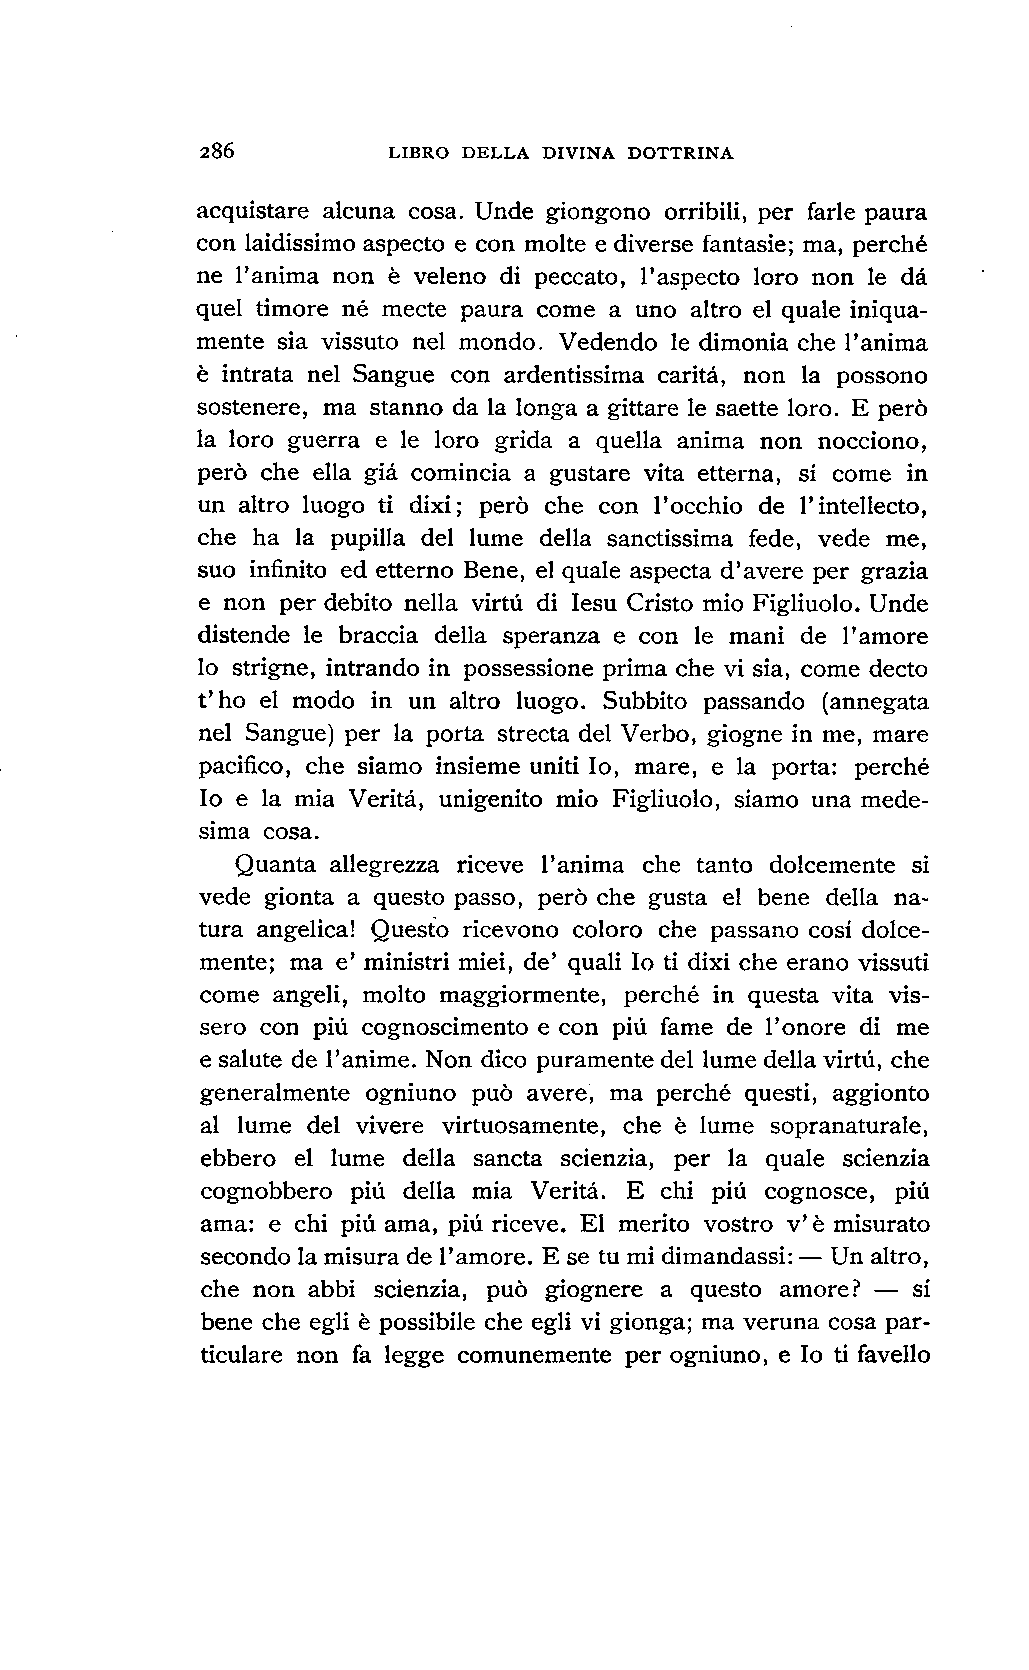 286 LIBRO DELLA DIVINA DOTTRINA
acquistare alcuna cosa. Unde giongono orribili, per farle paura
con laidissimo aspecto e con molte e diverse fantasie; ma, perché
ne l'anima non è veleno di peccato, l'aspecto loro non le dá
quel timore né mecte paura come a uno altro el quale iniqua-
mente sia vissuto nel mondo. Vedendo le dimonia che l'anima
è intrata nel Sangue con ardentissima caritá, non la possono
sostenere, ma stanno da la longa a gittare le saette loro. E però
la loro guerra e le loro grida a quella anima non nocciono,
però che ella giá comincia a gustare vita etterna, sí come in
un altro luogo ti dixi; però che con l'occhio de l'intellecto,
che ha la pupilla del lume della sanctissima fede, vede me,
suo infinito ed etterno Bene, el quale aspecta d'avere per grazia
e non per debito nella virtú di Iesu Cristo mio Figliuolo. Unde
distende le braccia della speranza e con le mani de l'amore
lo strigne, intrando in possessione prima che vi sia, come decto
t'ho el modo in un altro luogo. Subbito passando (annegata
nel Sangue) per la porta strecta del Verbo, giogne in me, mare
pacifico, che siamo insieme uniti Io, mare, e la porta: perché
Io e la mia Veritá, unigenito mio Figliuolo, siamo una mede-
sima cosa.
Quanta allegrezza riceve l'anima che tanto dolcemente si
vede gionta a questo passo, però che gusta el bene della na-
tura angelica! Questo ricevono coloro che passano cosí dolce-
mente; ma e' ministri miei, de' quali Io ti dixi che erano vissuti
come angeli, molto maggiormente, perché in questa vita vis-
sero con piú cognoscimento e con piú fame de l'onore di me
e salute de l'anime. Non dico puramente del lume della virtú, che
generalmente ogniuno può avere, ma perché questi, aggionto
al lume del vivere virtuosamente, che è lume sopranaturale,
ebbero el lume della sancta scienzia, per la quale scienzia
cognobbero piú della mia Veritá. E chi piú cognosce, piú
ama: e chi piú ama, piú riceve. El merito vostro v'è misurato
secondo la misura de l'amore. E se tu mi dimandassi: — Un altro,
che non abbi scienzia, può giognere a questo amore? — sí
bene che egli è possibile che egli vi gionga; ma veruna cosa par-
ticulare non fa legge comunemente per ogniuno, e Io ti favello